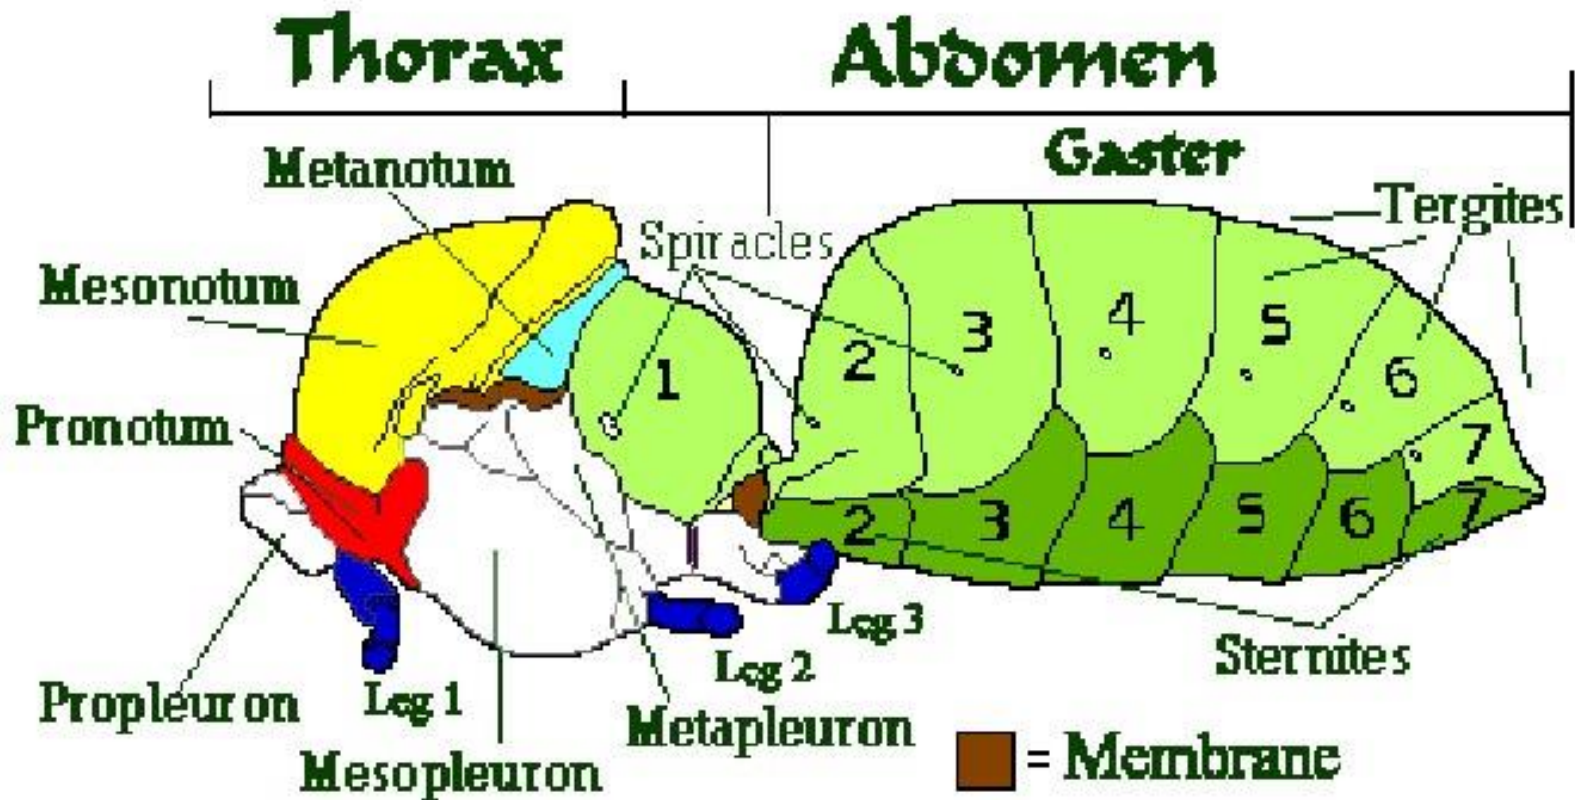 Thorax Abdomen
Gaster
Metanotum
Tergites
Spiracles
Mesonotum
1
2
3
4
5
6
7
Pronotum
2
3
4
5
6
7
Leg 3
Sternites
Leg 2
Propleuron
Leg 1
Metapleuron
Mesopleuron
= Membrane